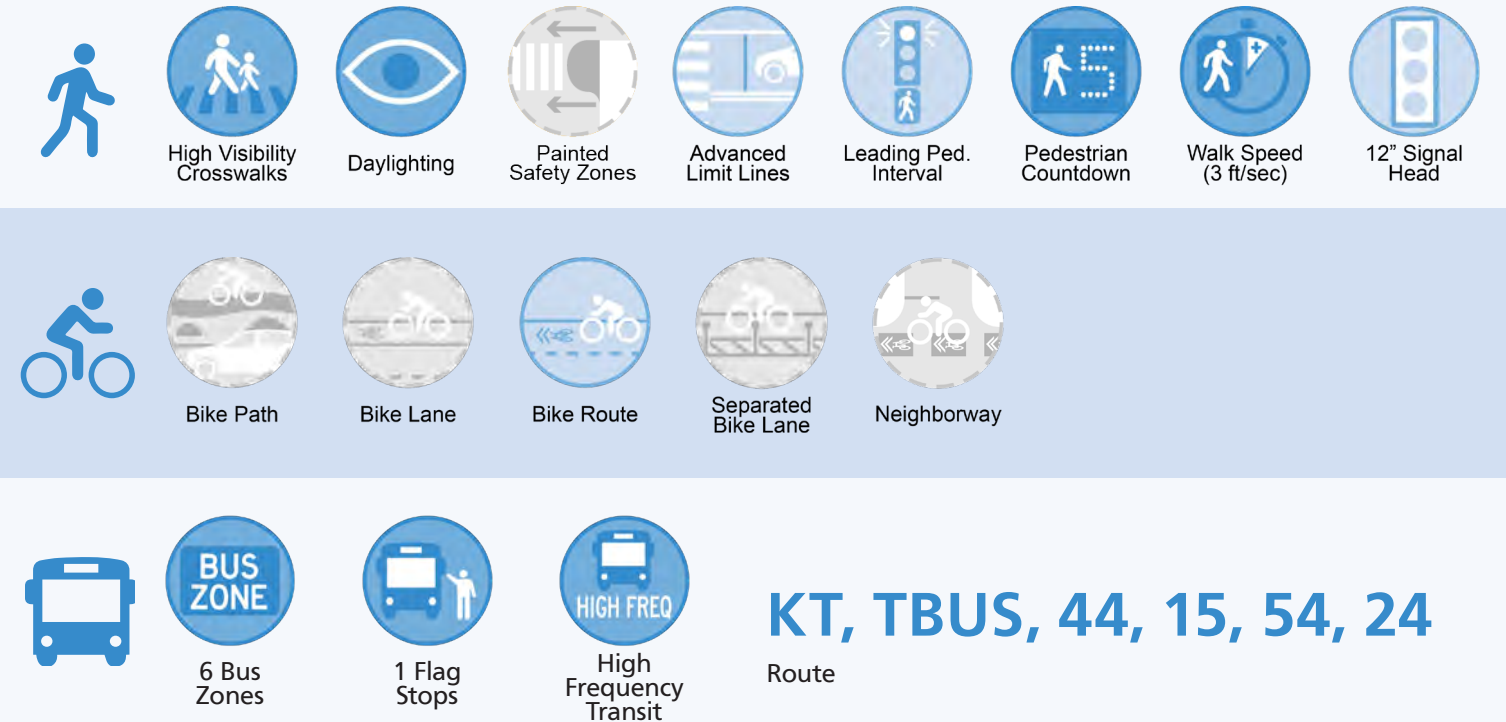 5
High Visibility
Crosswalks
Daylighting
Painted
Safety Zones
Advanced
Limit Lines
Leading Ped.
Interval
Pedestrian
Countdown
Walk Speed
(3 ft/sec)
12” Signal
Head
Bike Path
Bike Lane
Bike Route
Separated
Bike Lane
Neighborway
BUS
ZONE
6 Bus
Zones
1 Flag
Stops
HIGH FREQ
High
Frequency
Transit
KT, TBUS, 44, 15, 54, 24
Route